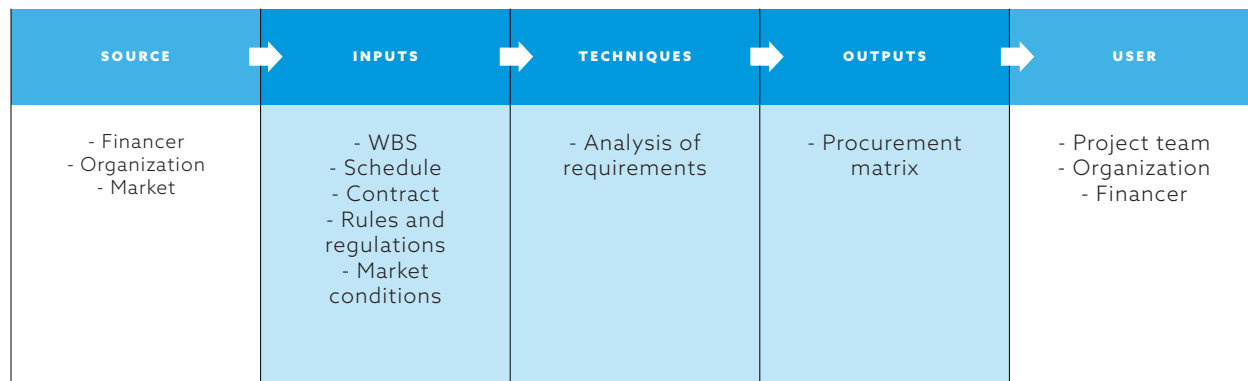 SOURCE
INPUTS
TECHNIQUES
OUTPUTS
USER
- Financer
- Organization
- Market
- WBS
- Schedule
- Contract
- Rules and
regulations
- Market
conditions
- Analysis of
requirements
- Procurement
matrix
- Project team
- Organization
- Financer